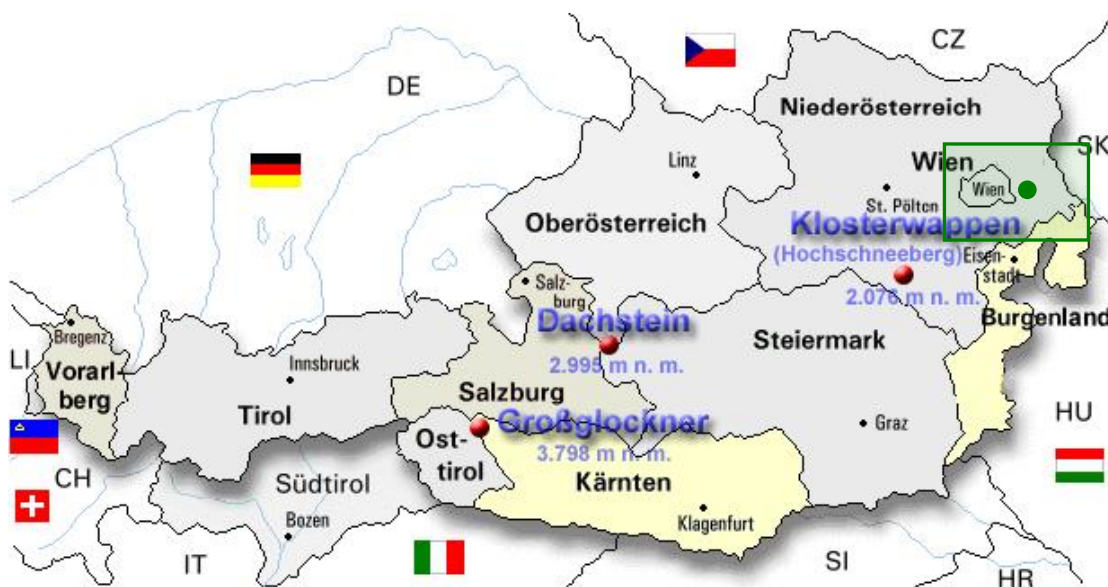 CZ
DE
Niederösterreich
Linz
Wien
SK
Wien
St. Pölten
Oberösterreich
Klosterwappen
(Hochschneeberg)
Eisen-
stadt
Salz-
burg
2.076 m n. m.
Dachstein
Burgenland
Bregenz
Steiermark
LI
Innsbruck
2.995 m n. m.
Vorarl-
berg
Salzburg
Tirol
Großglockner
HU
Graz
Ost-
tirol
3.798 m n. m.
CH
Südtirol
Kärnten
Bozen
Klagenfurt
IT
SI
HR